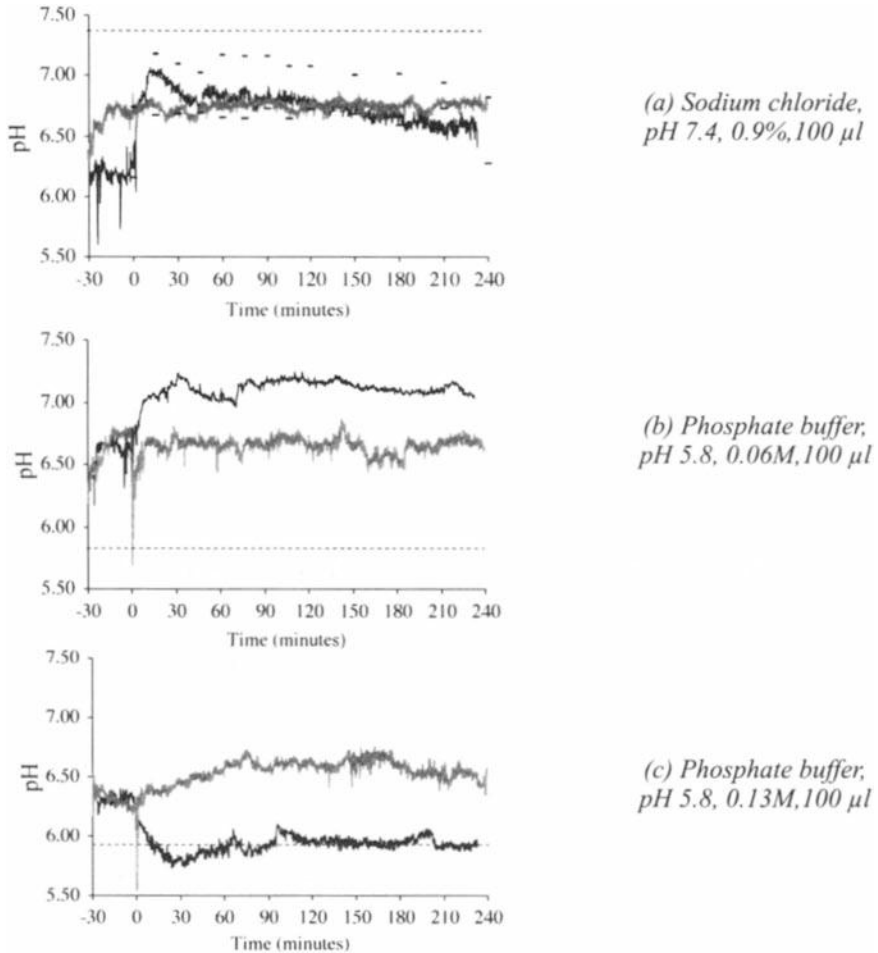 7.50
7.00
6.50
6.00
5.50
pH
-30 0 30 60 90 120 150 180 210 240
Time (minutes)
(a) Sodium chloride,
pH 7.4, 0.9%,100 µl
7.50
7.00
6.50
6.00
5.50
pH
-30 0 30 60 90 120 150 180 210 240
Time (minutes)
(b) Phosphate buffer,
pH 5.8, 0.06M,100 µl
7.50
7.00
6.50
6.00
5.50
pH
-30 0 30 60 90 120 150 180 210 240
Time (minutes)
(c) Phosphate buffer,
pH 5.8, 0.13M,100 µl